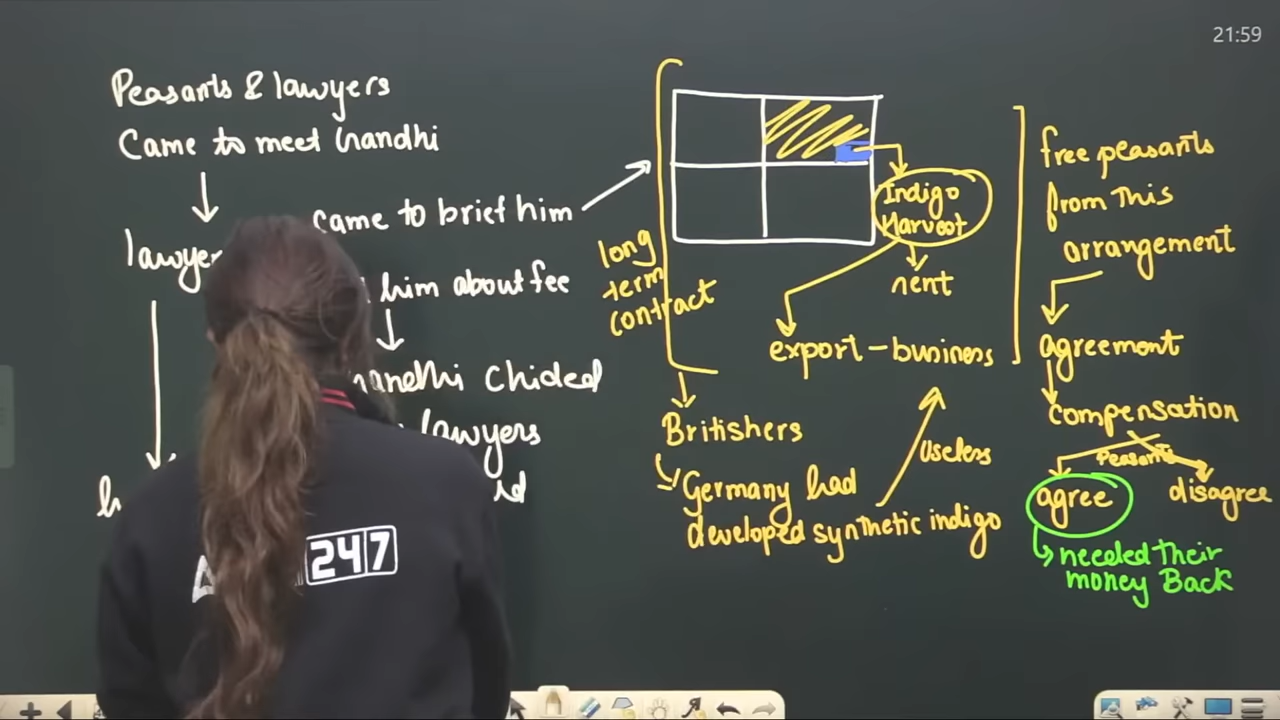 21:59
Peasants & lawyers
Came to meet Gandhi
came to brief him
him about fee
Gandhi Chided
lawyers
long
term
contract
Indigo
Harvest
rent
export-business
Britishers
Germany had
developed synthetic indigo
Useless
free peasants
from This
arrangement
agreement
compensation
Peasants
agree
disagree
needed their
money Back
247